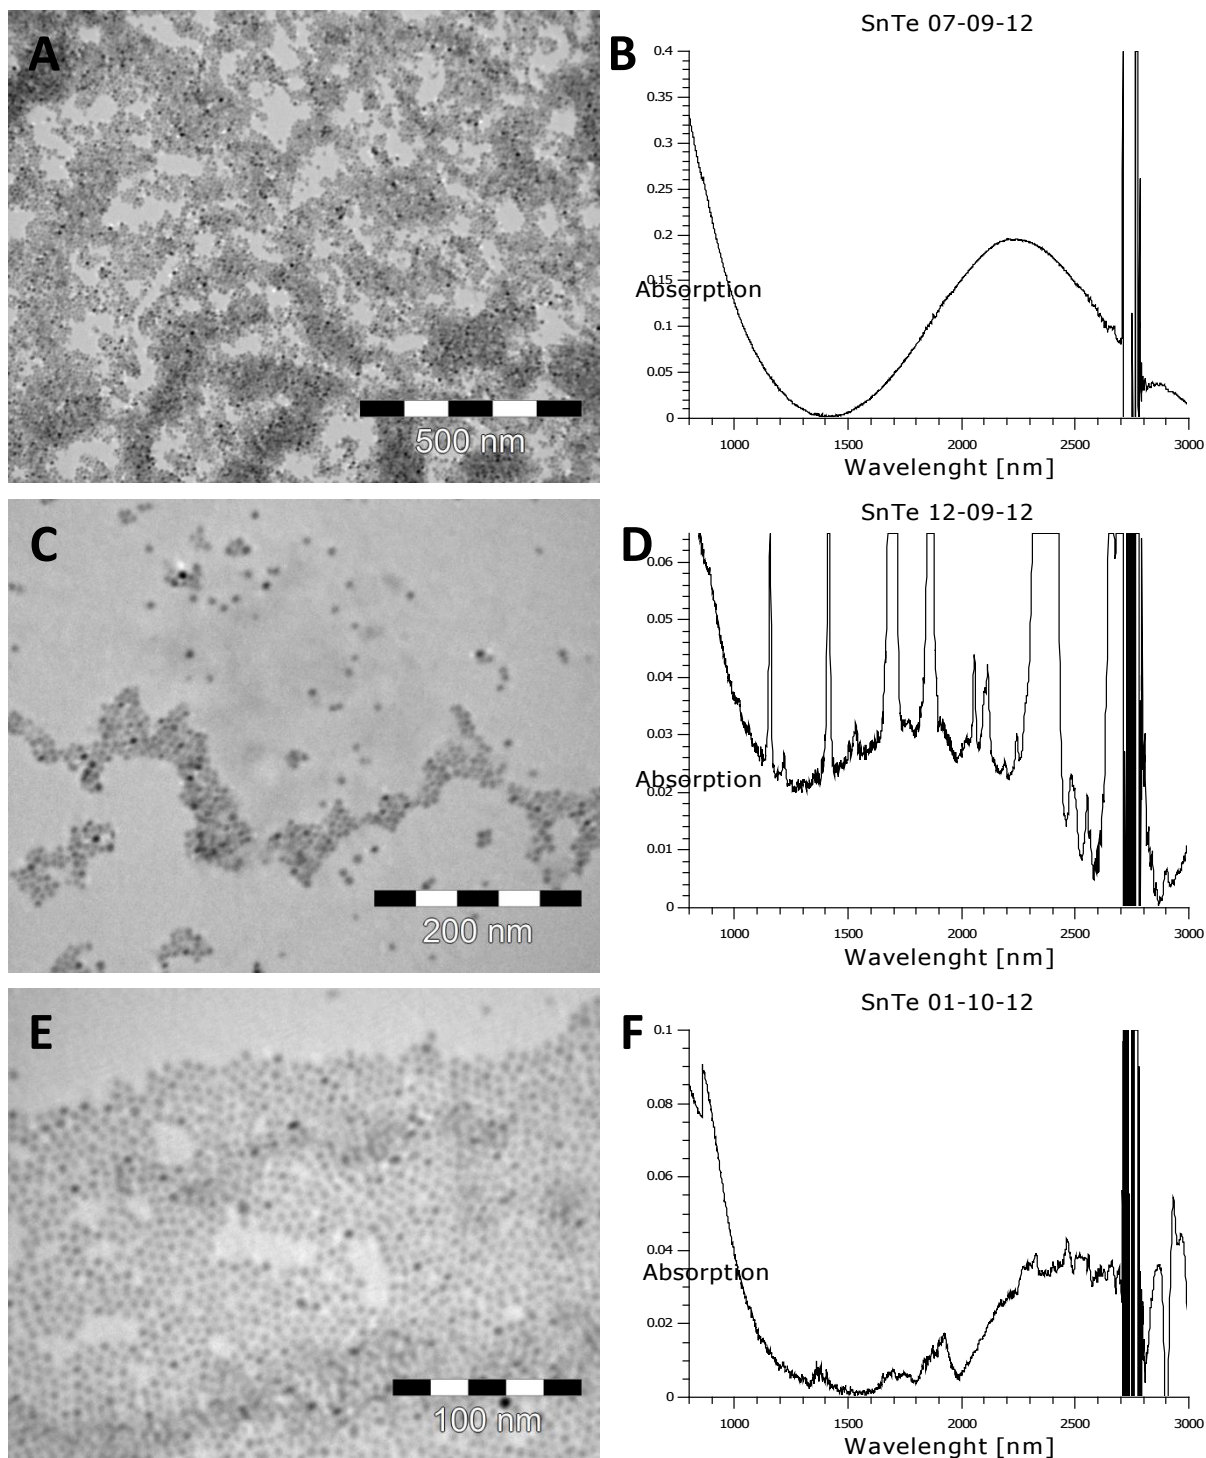 A
500 nm
B
SnTe 07-09-12
0.4
0.35
0.3
0.25
0.2
0.15
0.1
0.05
0
Absorption
1000 1500 2000 2500 3000
Wavelenght [nm]
C
200 nm
D
SnTe 12-09-12
0.06
0.05
0.04
0.03
0.02
0.01
0
Absorption
1000 1500 2000 2500 3000
Wavelenght [nm]
E
100 nm
F
SnTe 01-10-12
0.1
0.08
0.06
0.04
0.02
0
Absorption
1000 1500 2000 2500 3000
Wavelenght [nm]